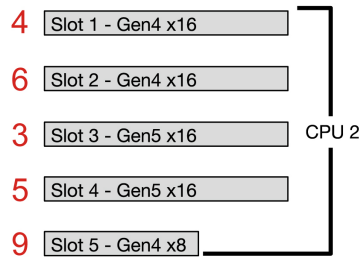 4 Slot 1 - Gen4 x16
6 Slot 2 - Gen4 x16
3 Slot 3 - Gen5 x16 CPU 2
5 Slot 4 - Gen5 x16
9 Slot 5 - Gen4 x8